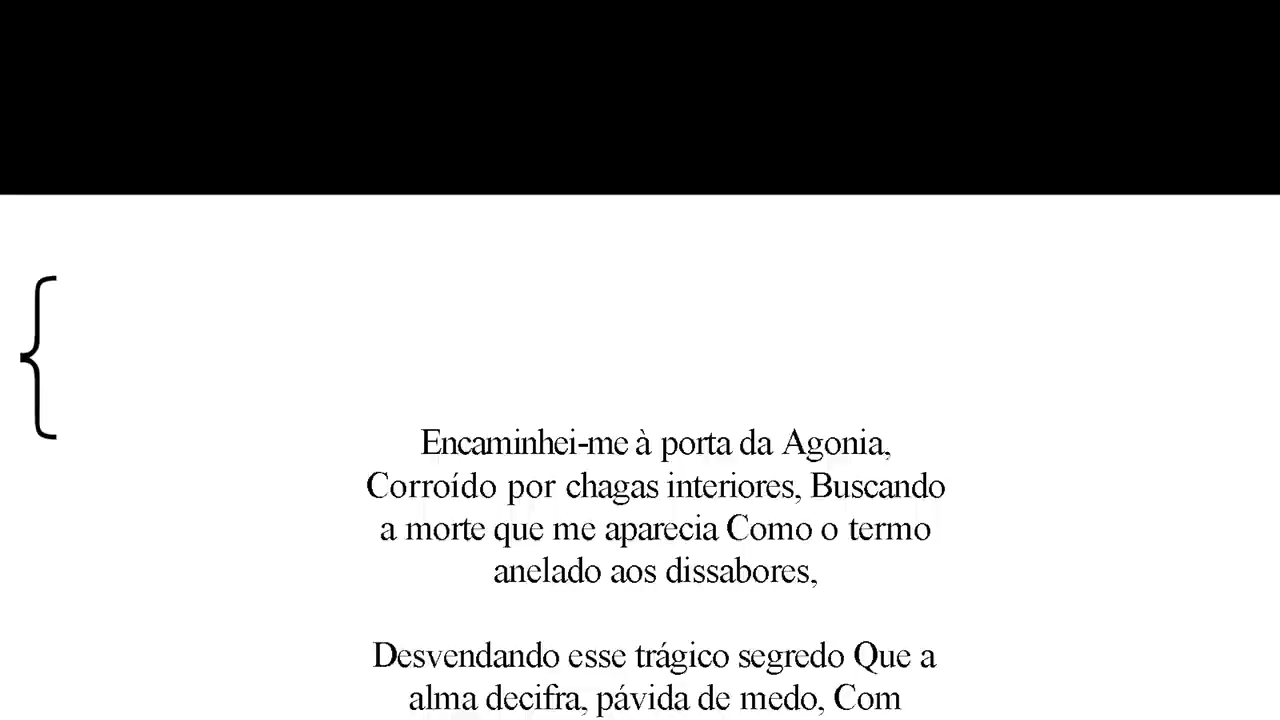 {
Encaminhei-me à porta da Agonia,
Corroído por chagas interiores, Buscando
a morte que me aparecia Como o termo
anelado aos dissabores,
Desvendando esse trágico segredo Que a
alma decifra, pávida de medo, Com